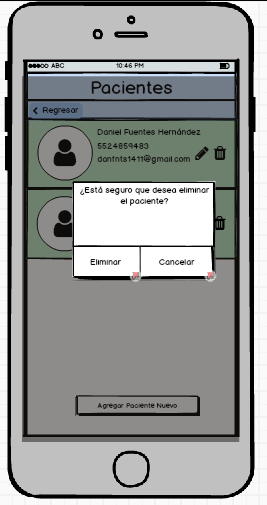 ABC 10:46 PM
Pacientes
Regresar
Daniel Fuentes Hernández
5524859483
danfnts1411@gmail.com
¿Está seguro que desea eliminar
el paciente?
Eliminar Cancelar
Agregar Paciente Nuevo